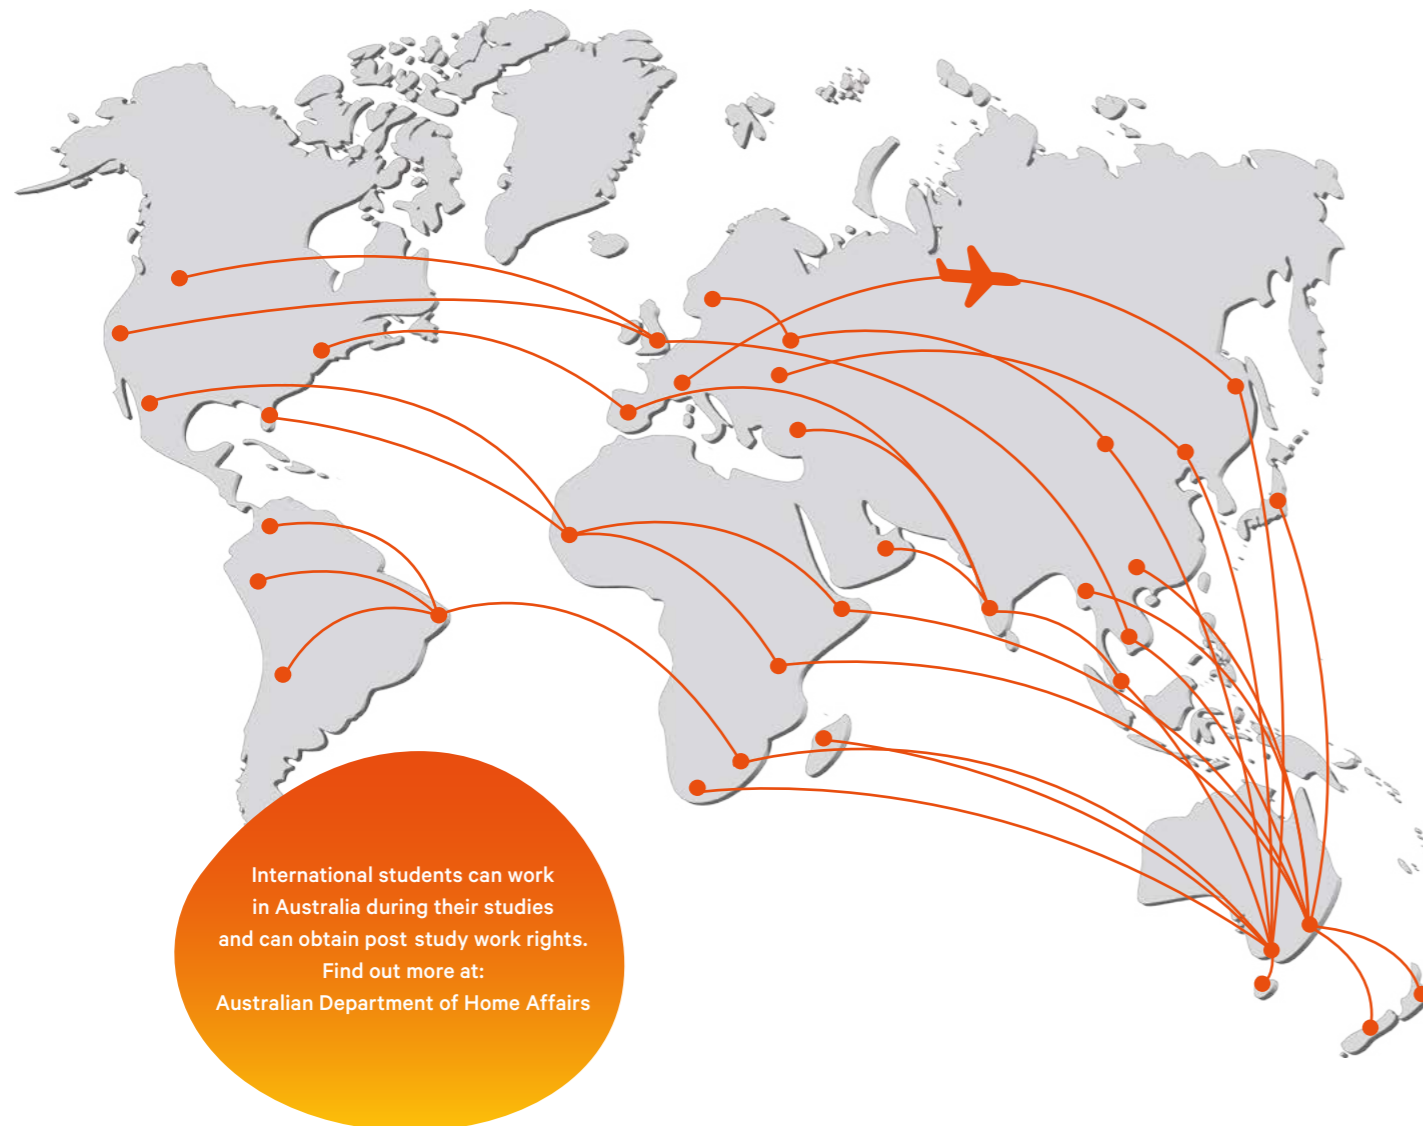 International students can work
in Australia during their studies
and can obtain post study work rights.
Find out more at:
Australian Department of Home Affairs